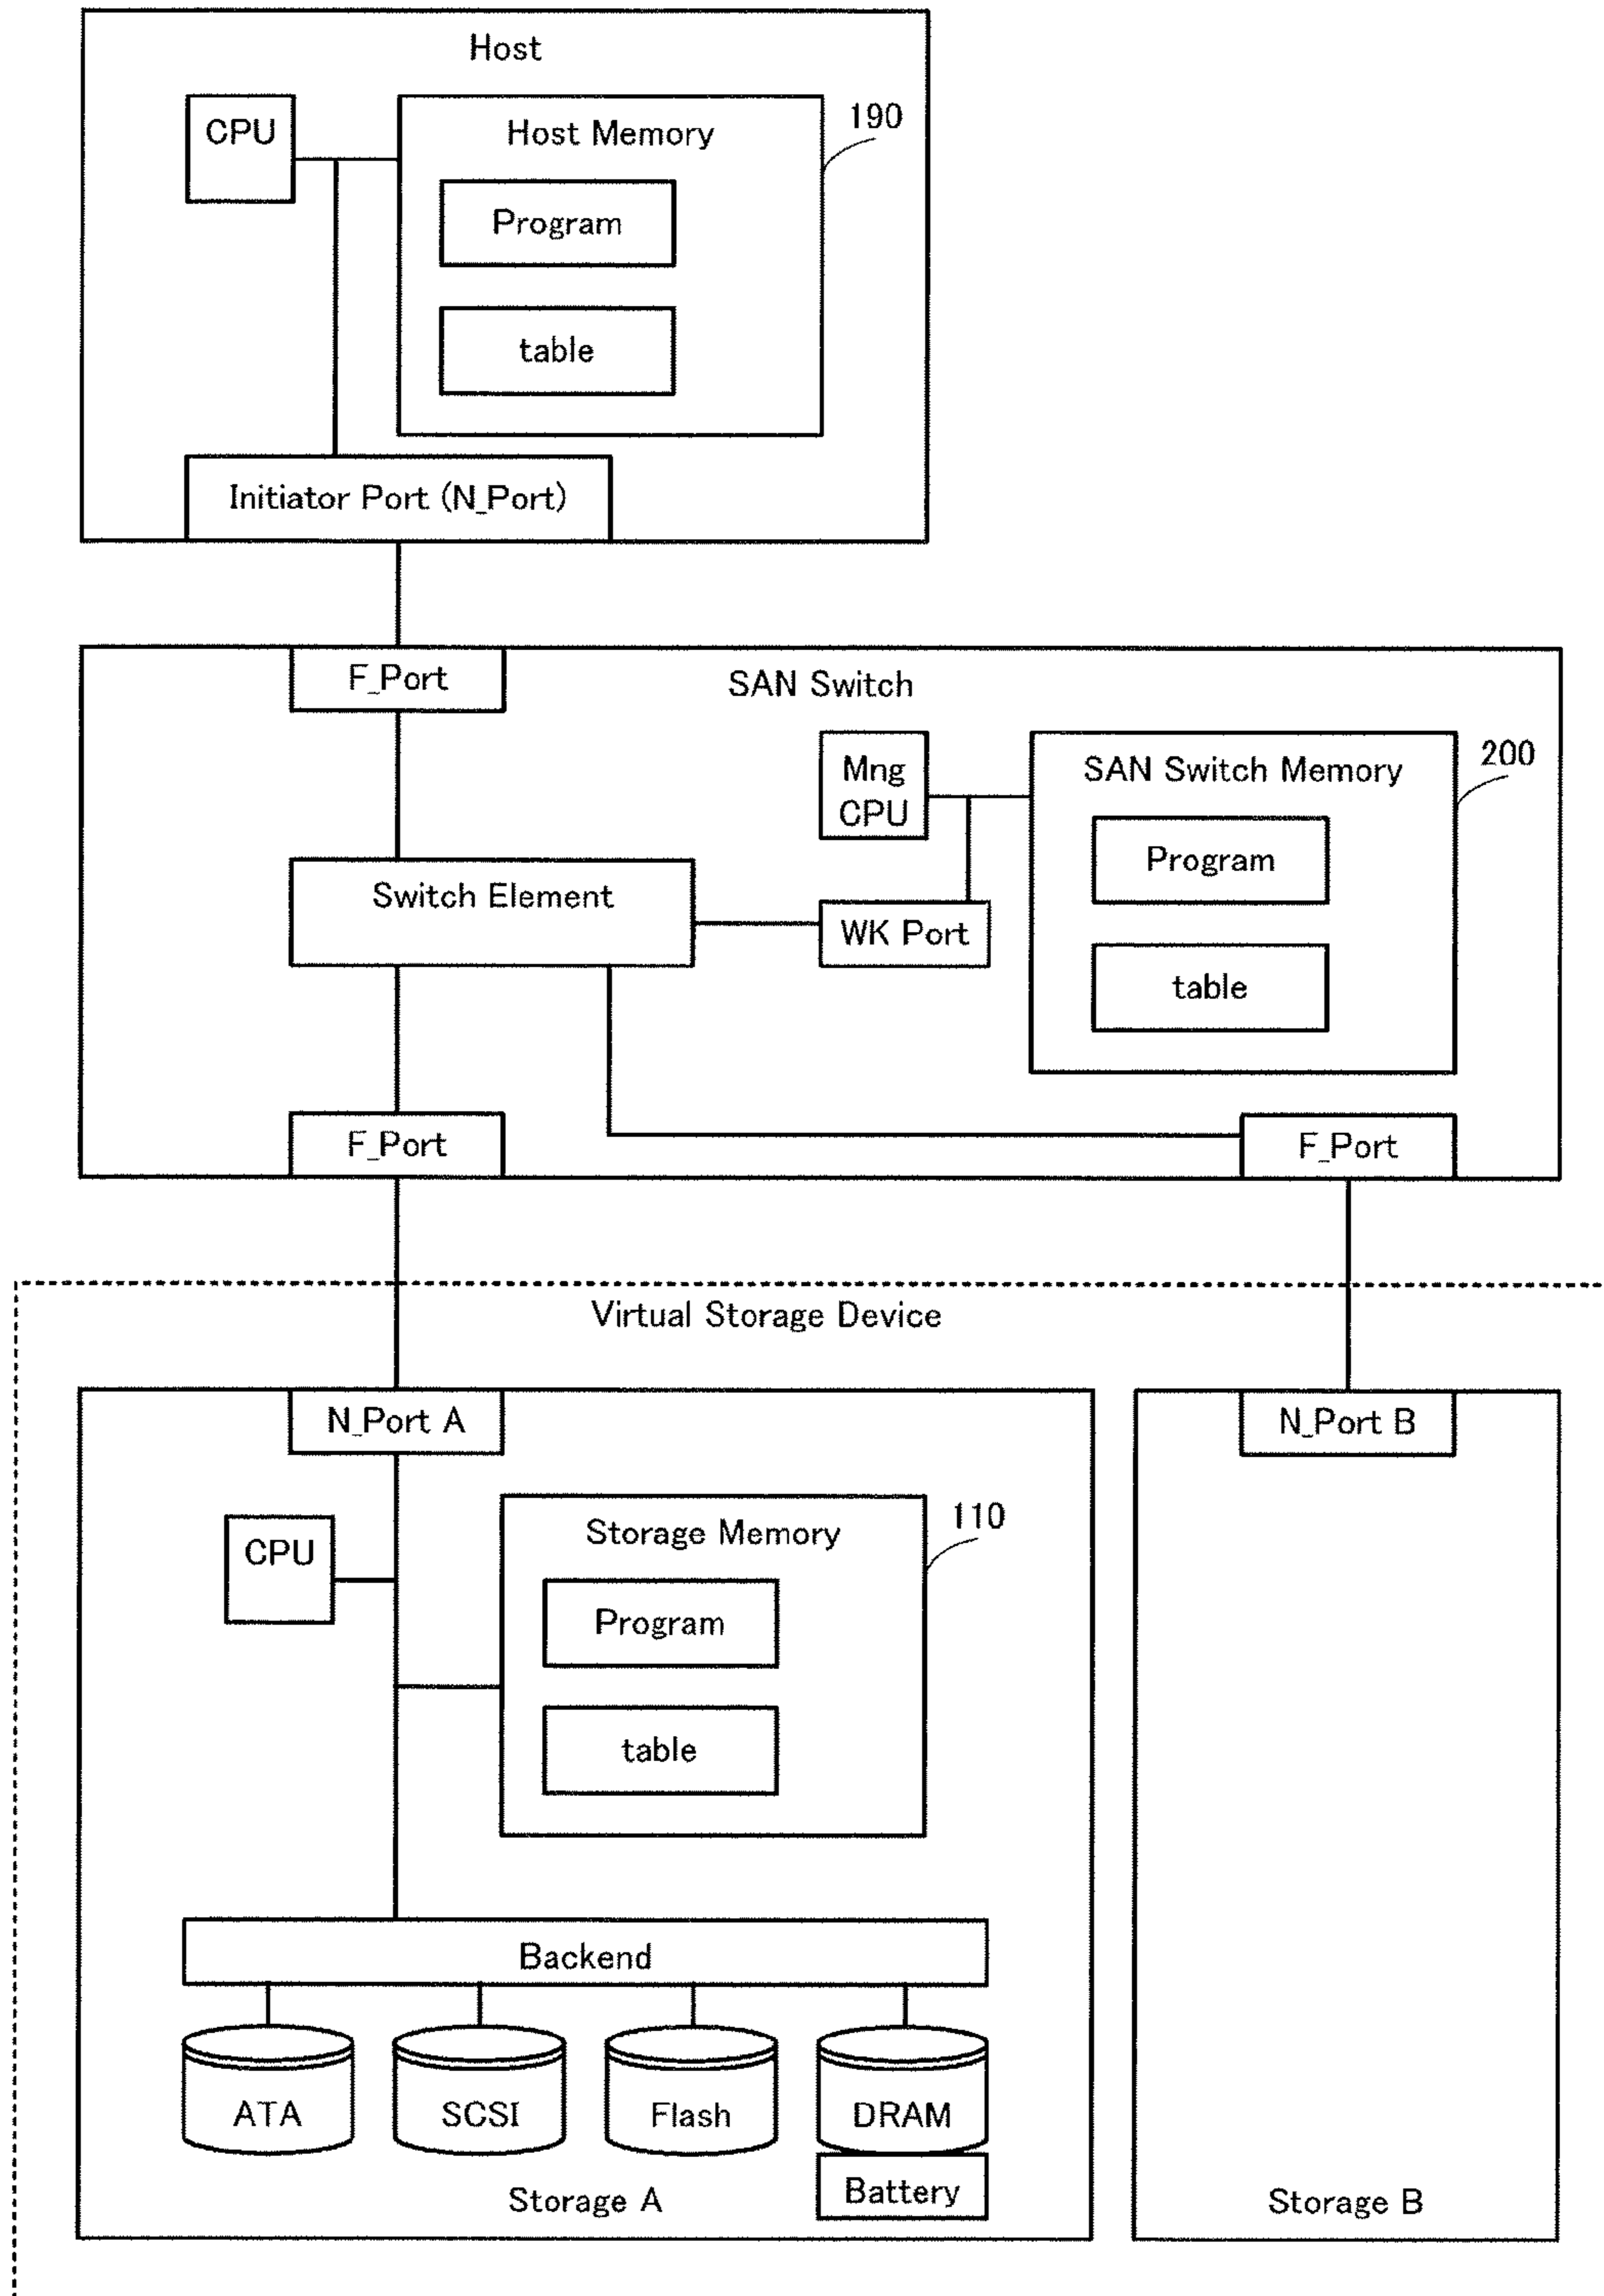 Host
CPU
Host Memory
190
Program
table
Initiator Port (N_Port)
F_Port
SAN Switch
Mng
CPU
SAN Switch Memory
200
Program
Switch Element
WK Port
table
F_Port
F_Port
Virtual Storage Device
N_Port A
N_Port B
CPU
Storage Memory
110
Program
table
Backend
ATA
SCSI
Flash
DRAM
Battery
Storage A
Storage B